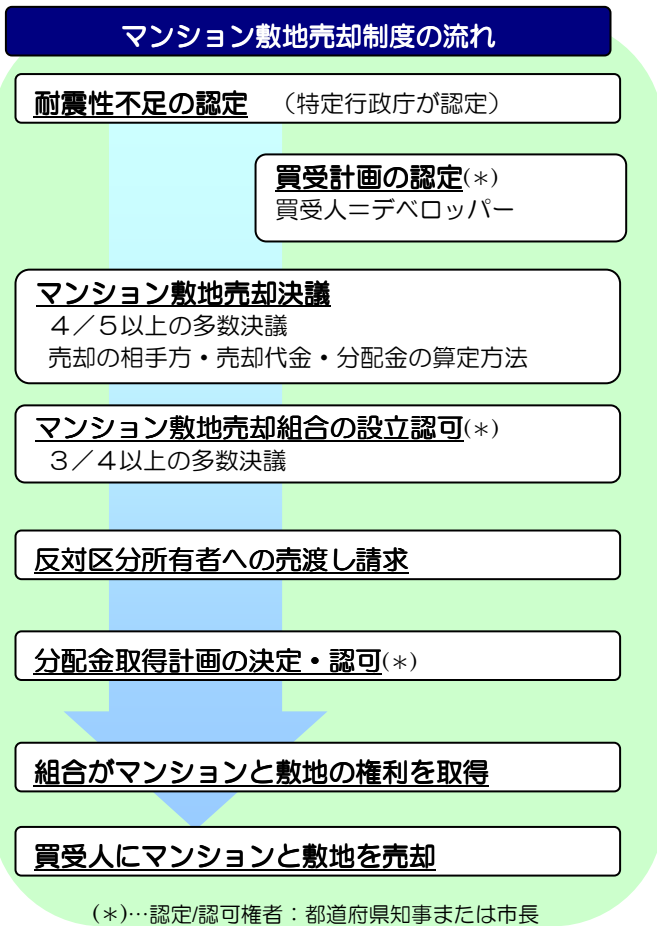 マンション敷地売却制度の流れ
耐震性不足の認定　（特定行政庁が認定）
買受計画の認定(＊)
買受人＝デベロッパー
マンション敷地売却決議
４／５以上の多数決議
売却の相手方・売却代金・分配金の算定方法
マンション敷地売却組合の設立認可(＊)
３／４以上の多数決議
反対区分所有者への売渡し請求
分配金取得計画の決定・認可(＊)
組合がマンションと敷地の権利を取得
買受人にマンションと敷地を売却
(＊)…認定/認可権者：都道府県知事または市長